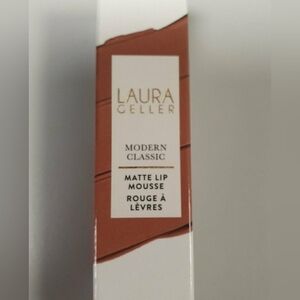 LAURA
GELLER
MODERN
CLASSIC
MATTE LIP
MOUSSE
ROUGE À
LÈVRES